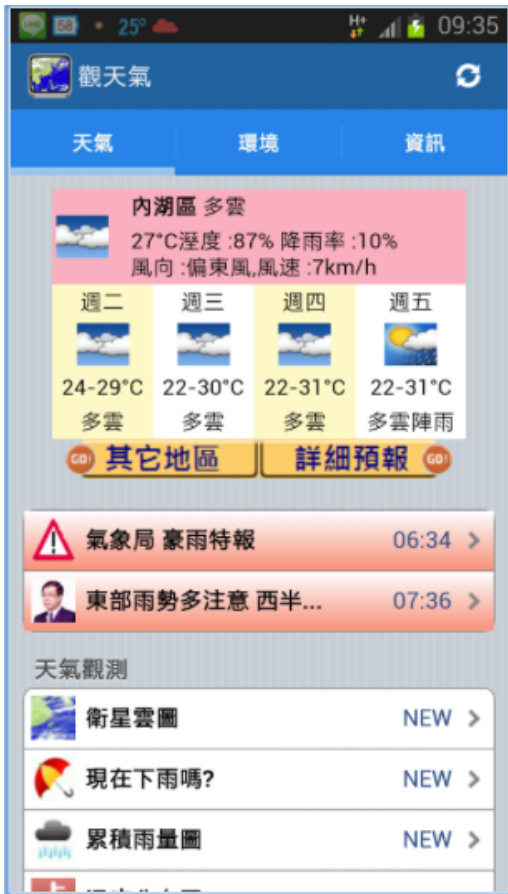 LINE 58 25° H+ 09:35
觀天氣
天氣 環境 資訊
內湖區 多雲
27°C溼度 :87% 降雨率 :10%
風向 :偏東風,風速 :7km/h
週二 週三 週四 週五
24-29°C 22-30°C 22-31°C 22-31°C
多雲 多雲 多雲 多雲陣雨
GO! 其它地區 詳細預報 GO!
氣象局 豪雨特報 06:34
東部雨勢多注意 西半... 07:36
天氣觀測
衛星雲圖 NEW
現在下雨嗎? NEW
累積雨量圖 NEW